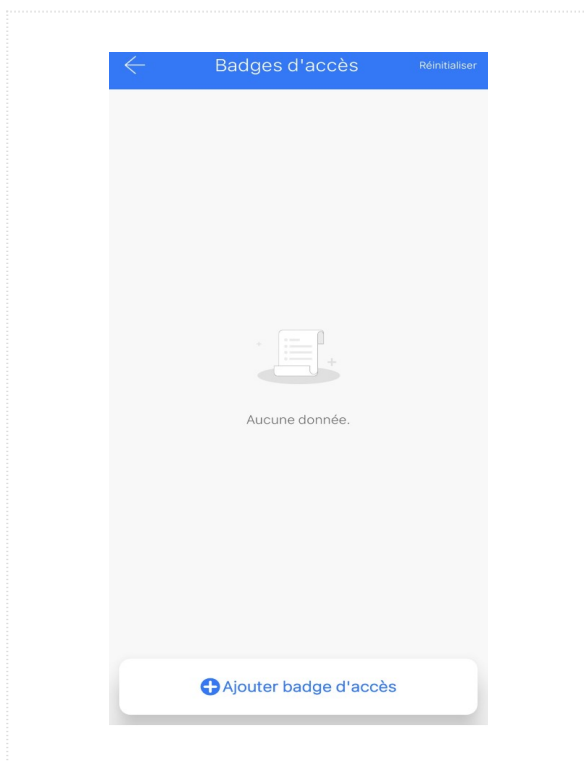 Badges d'accès
Réinitialiser
Aucune donnée.
Ajouter badge d'accès